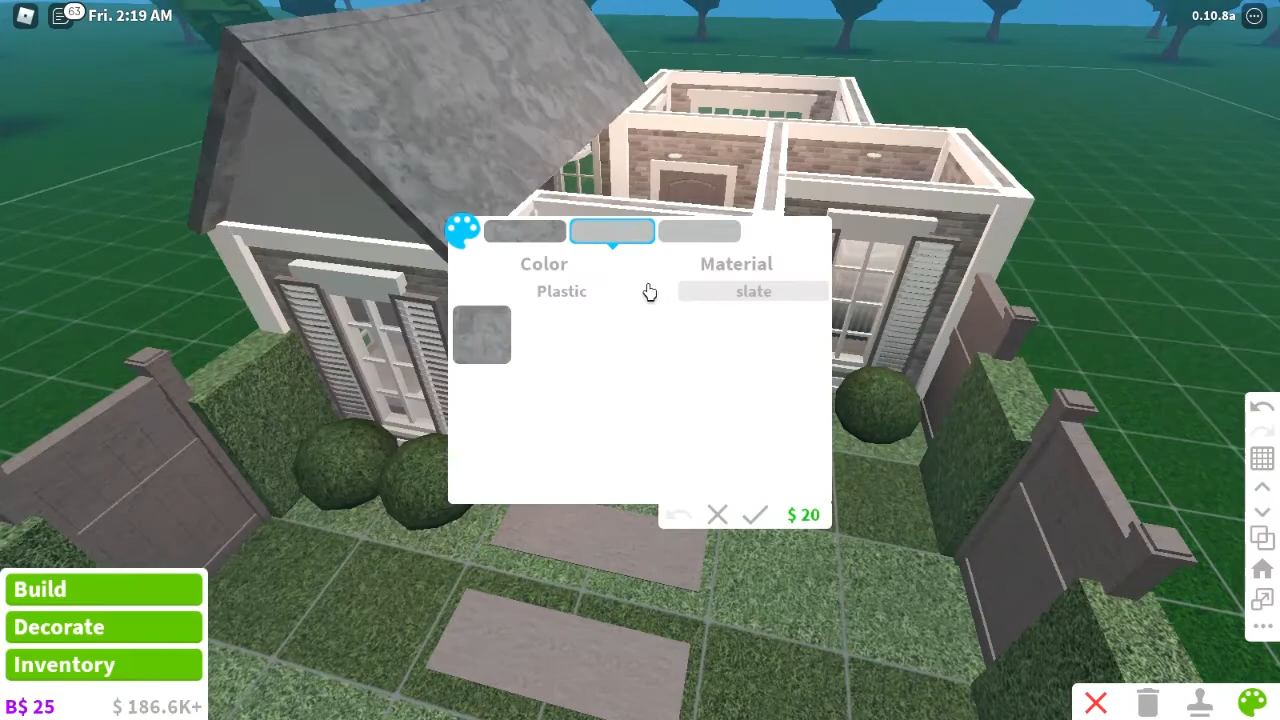 63 Fri. 2:19 AM
0.10.8a
Color
Material
Plastic
slate
$ 20
Build
Decorate
Inventory
B$ 25
$ 186.6K+